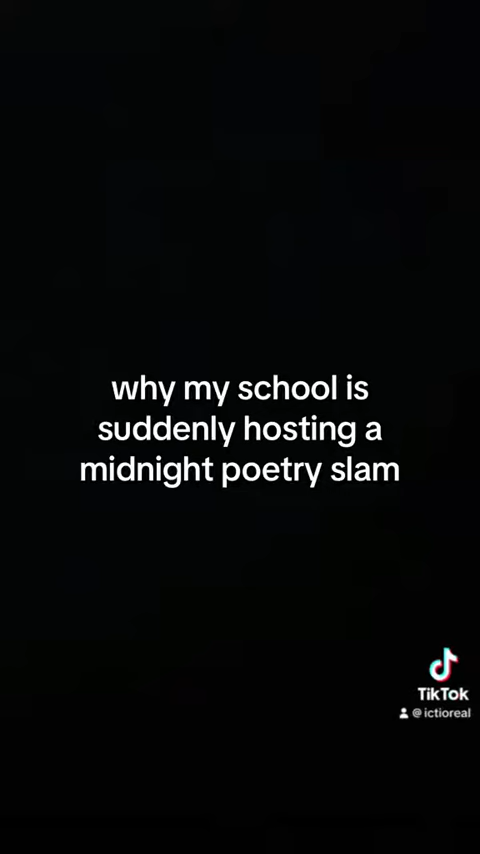 why my school is
suddenly hosting a
midnight poetry slam
TikTok
@ictioreal